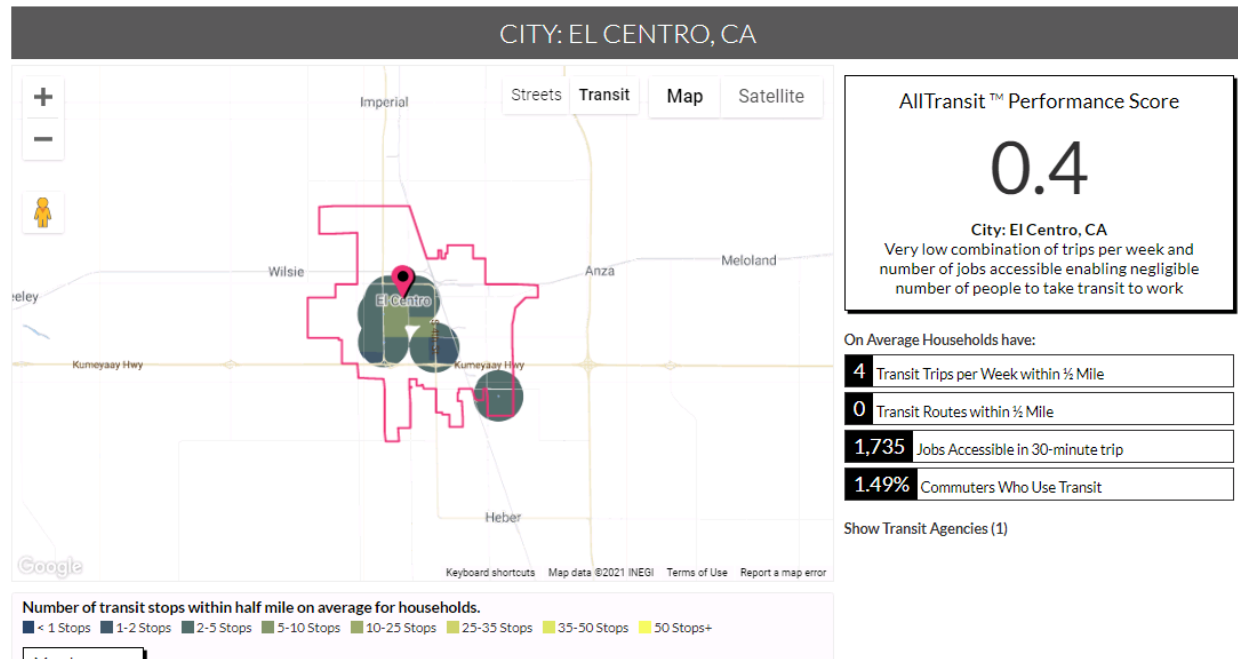 CITY: EL CENTRO, CA
+
−
Imperial
Streets Transit Map Satellite
Wilsie
Anza
Meloland
eeley
El Centro
Kumeyaay Hwy
Kumeyaay Hwy
Heber
Google
Keyboard shortcuts Map data ©2021 INEGI Terms of Use Report a map error
AllTransit ™ Performance Score
0.4
City: El Centro, CA
Very low combination of trips per week and
number of jobs accessible enabling negligible
number of people to take transit to work
On Average Households have:
4 Transit Trips per Week within ½ Mile
0 Transit Routes within ½ Mile
1,735 Jobs Accessible in 30-minute trip
1.49% Commuters Who Use Transit
Show Transit Agencies (1)
Number of transit stops within half mile on average for households.
< 1 Stops 1-2 Stops 2-5 Stops 5-10 Stops 10-25 Stops 25-35 Stops 35-50 Stops 50 Stops+